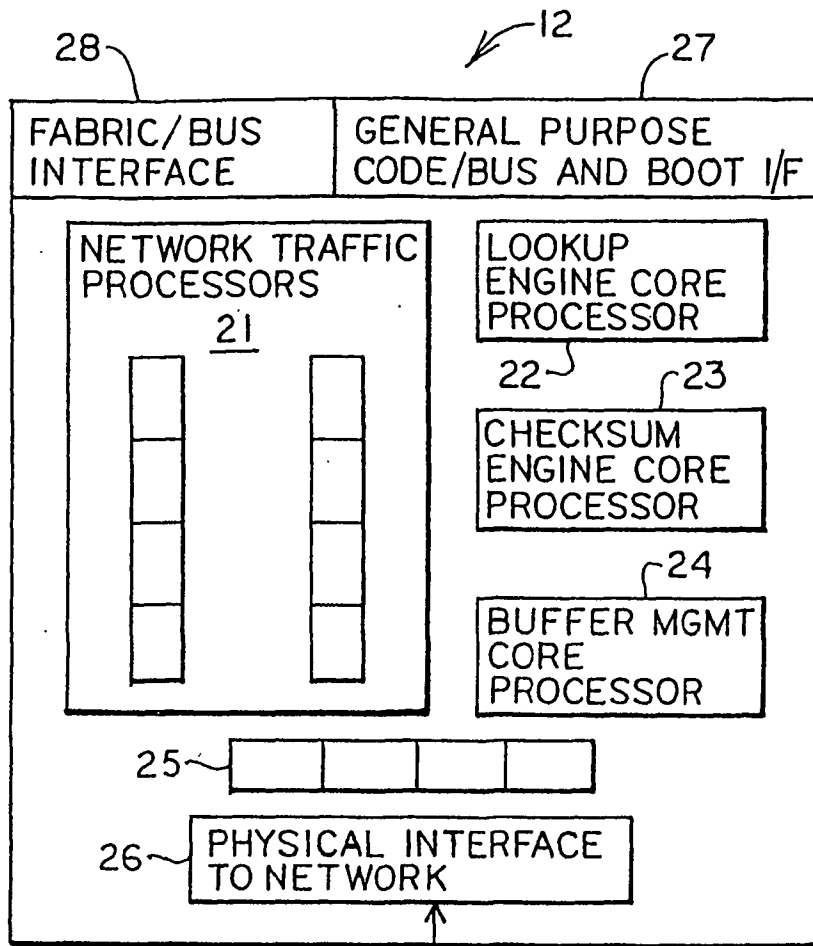 12
28
27
FABRIC/BUS
INTERFACE
GENERAL PURPOSE
CODE/BUS AND BOOT I/F
NETWORK TRAFFIC
PROCESSORS
21
LOOKUP
ENGINE CORE
PROCESSOR
22
23
CHECKSUM
ENGINE CORE
PROCESSOR
24
BUFFER MGMT
CORE
PROCESSOR
25
26
PHYSICAL INTERFACE
TO NETWORK